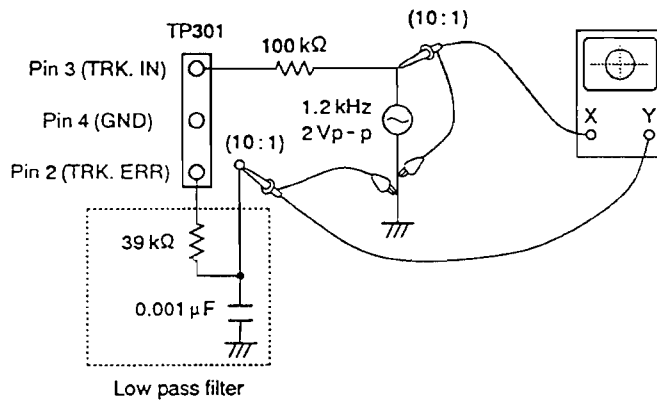 TP301
(10 : 1)
100 kΩ
Pin 3 (TRK. IN)
1.2 kHz
2 Vp - p
X
Y
Pin 4 (GND)
(10 : 1)
Pin 2 (TRK. ERR)
39 kΩ
0.001 μF
Low pass filter